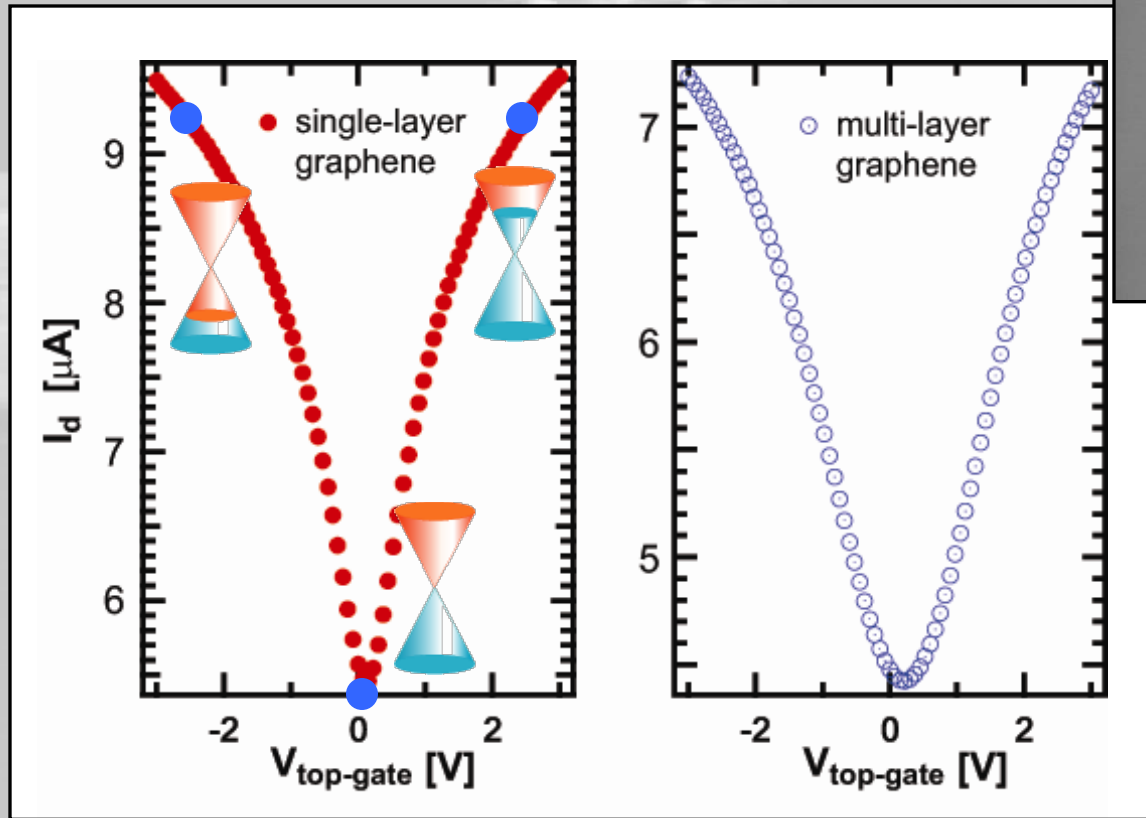 single-layer
graphene
9
8
7
6
I_d [μA]
-2 0 2
V_top-gate [V]
multi-layer
graphene
7
6
5
-2 0 2
V_top-gate [V]